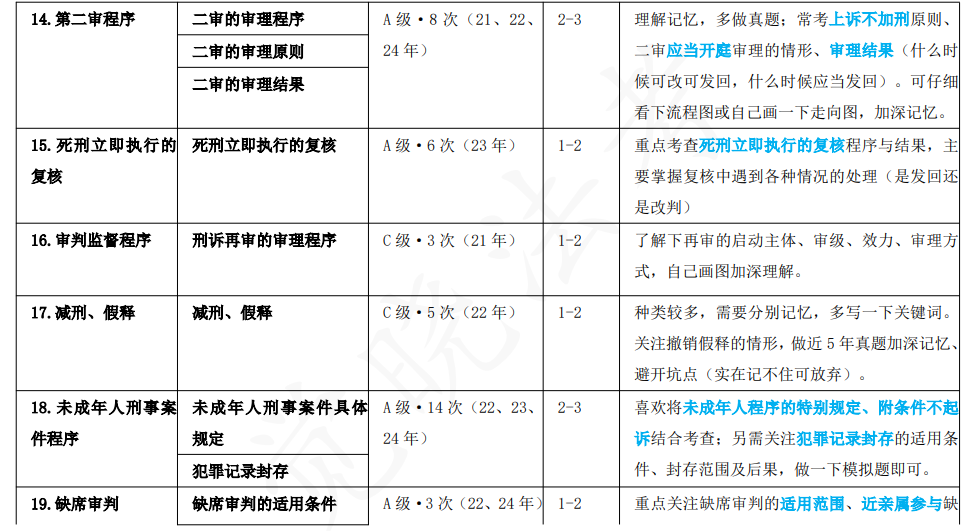 14.第二审程序
二审的审理程序
A 级·8 次（21、22、
24 年）
2-3
理解记忆，多做真题；常考上诉不加刑原则、
二审应当开庭审理的情形、审理结果（什么时
候可改可发回，什么时候应当发回）。可仔细
看下流程图或自己画一下走向图，加深记忆。
二审的审理原则
二审的审理结果
15.死刑立即执行的
复核
死刑立即执行的复核
A 级·6 次（23 年）
1-2
重点考查死刑立即执行的复核程序与结果，主
要掌握复核中遇到各种情况的处理（是发回还
是改判）
16.审判监督程序
刑诉再审的审理程序
C 级·3 次（21 年）
1-2
了解下再审的启动主体、审级、效力、审理方
式，自己画图加深理解。
17.减刑、假释
减刑、假释
C 级·5 次（22 年）
1-2
种类较多，需要分别记忆，多写一下关键词。
关注撤销假释的情形，做近 5 年真题加深记忆、
避开坑点（实在记不住可放弃）。
18.未成年人刑事案
件程序
未成年人刑事案件具体
规定
A 级·14 次（22、23、
24 年）
2-3
喜欢将未成年人程序的特别规定、附条件不起
诉结合考查；另需关注犯罪记录封存的适用条
件、封存范围及后果，做一下模拟题即可。
犯罪记录封存
19.缺席审判
缺席审判的适用条件
A 级·3 次（22、24 年）
1-2
重点关注缺席审判的适用范围、近亲属参与缺